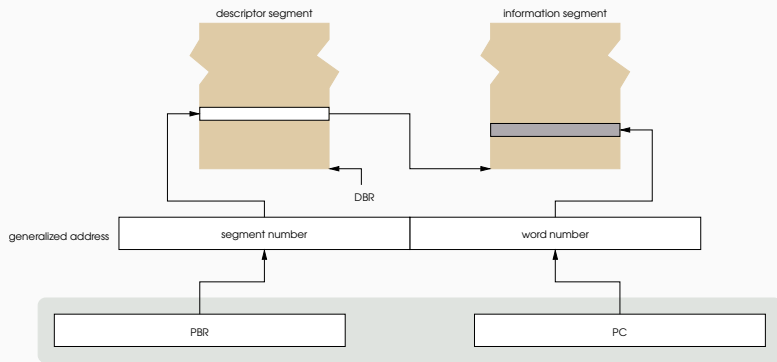 descriptor segment
information segment
DBR
generalized address
segment number
word number
PBR
PC